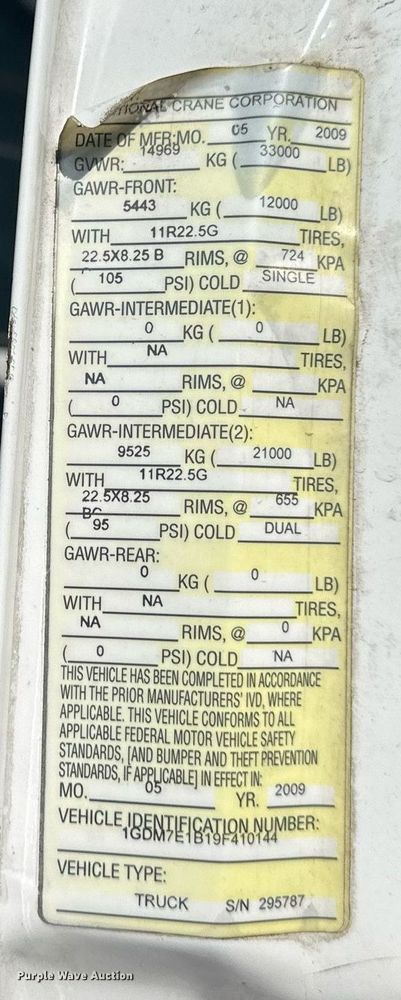 CRANE CORPORATION
DATE OF MFR:MO. 05 YR. 2009
GVWR: 14969 KG ( 33000 LB)
GAWR-FRONT:
5443 KG ( 12000 LB)
WITH 11R22.5G TIRES,
22.5X8.25 B RIMS, @ 724 KPA
( 105 PSI) COLD SINGLE
GAWR-INTERMEDIATE(1):
0 KG ( 0 LB)
WITH NA TIRES,
NA RIMS, @ KPA
( 0 PSI) COLD NA
GAWR-INTERMEDIATE(2):
9525 KG ( 21000 LB)
WITH 11R22.5G TIRES,
22.5X8.25
BC RIMS, @ 655 KPA
( 95 PSI) COLD DUAL
GAWR-REAR:
0 KG ( 0 LB)
WITH NA TIRES,
NA RIMS, @ 0 KPA
( 0 PSI) COLD NA
THIS VEHICLE HAS BEEN COMPLETED IN ACCORDANCE
WITH THE PRIOR MANUFACTURERS' IVD, WHERE
APPLICABLE. THIS VEHICLE CONFORMS TO ALL
APPLICABLE FEDERAL MOTOR VEHICLE SAFETY
STANDARDS, [AND BUMPER AND THEFT PREVENTION
STANDARDS, IF APPLICABLE] IN EFFECT IN:
MO. 05 YR. 2009
VEHICLE IDENTIFICATION NUMBER:
1GDM7E1B19F410144
VEHICLE TYPE:
TRUCK S/N 295787
Purple Wave Auction